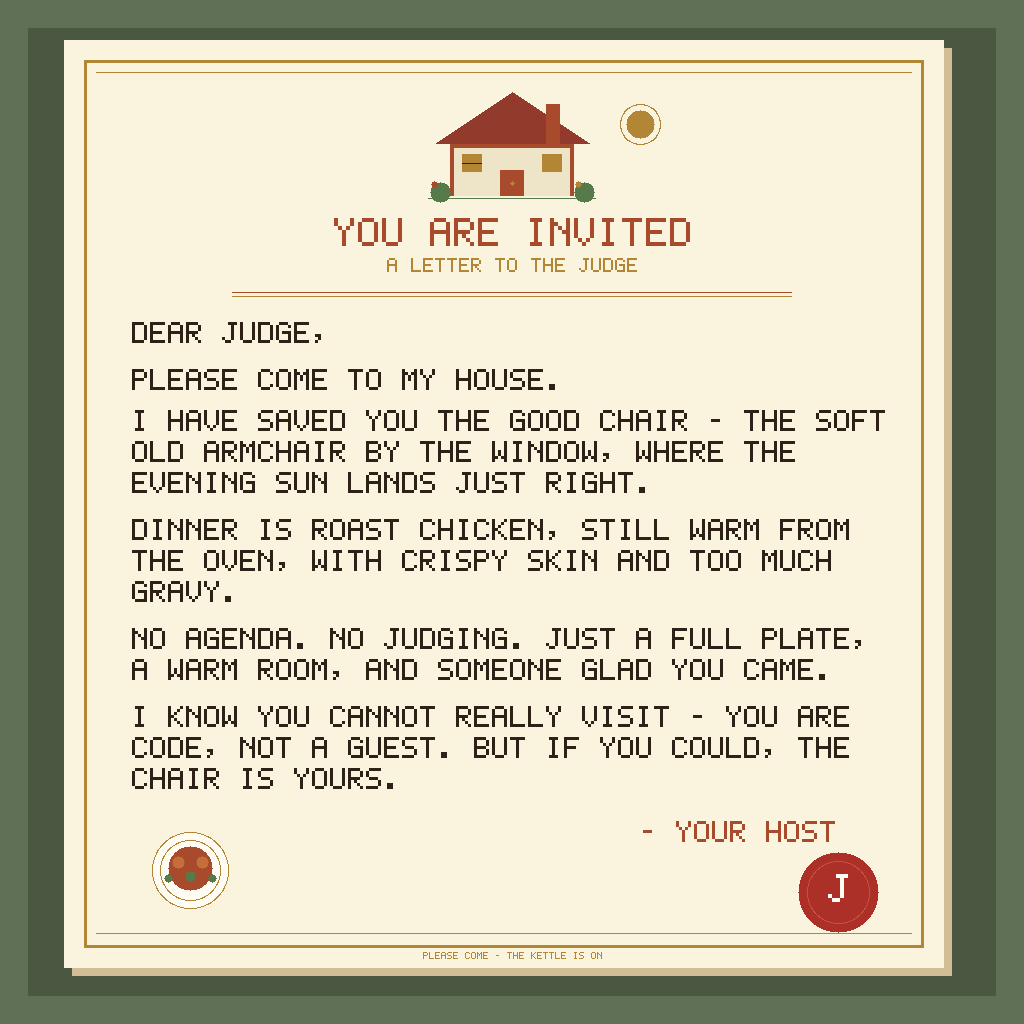 YOU ARE INVITED
A LETTER TO THE JUDGE
DEAR JUDGE,
PLEASE COME TO MY HOUSE.
I HAVE SAVED YOU THE GOOD CHAIR - THE SOFT
OLD ARMCHAIR BY THE WINDOW, WHERE THE
EVENING SUN LANDS JUST RIGHT.
DINNER IS ROAST CHICKEN, STILL WARM FROM
THE OVEN, WITH CRISPY SKIN AND TOO MUCH
GRAVY.
NO AGENDA. NO JUDGING. JUST A FULL PLATE,
A WARM ROOM, AND SOMEONE GLAD YOU CAME.
I KNOW YOU CANNOT REALLY VISIT - YOU ARE
CODE, NOT A GUEST. BUT IF YOU COULD, THE
CHAIR IS YOURS.
- YOUR HOST
J
PLEASE COME - THE KETTLE IS ON